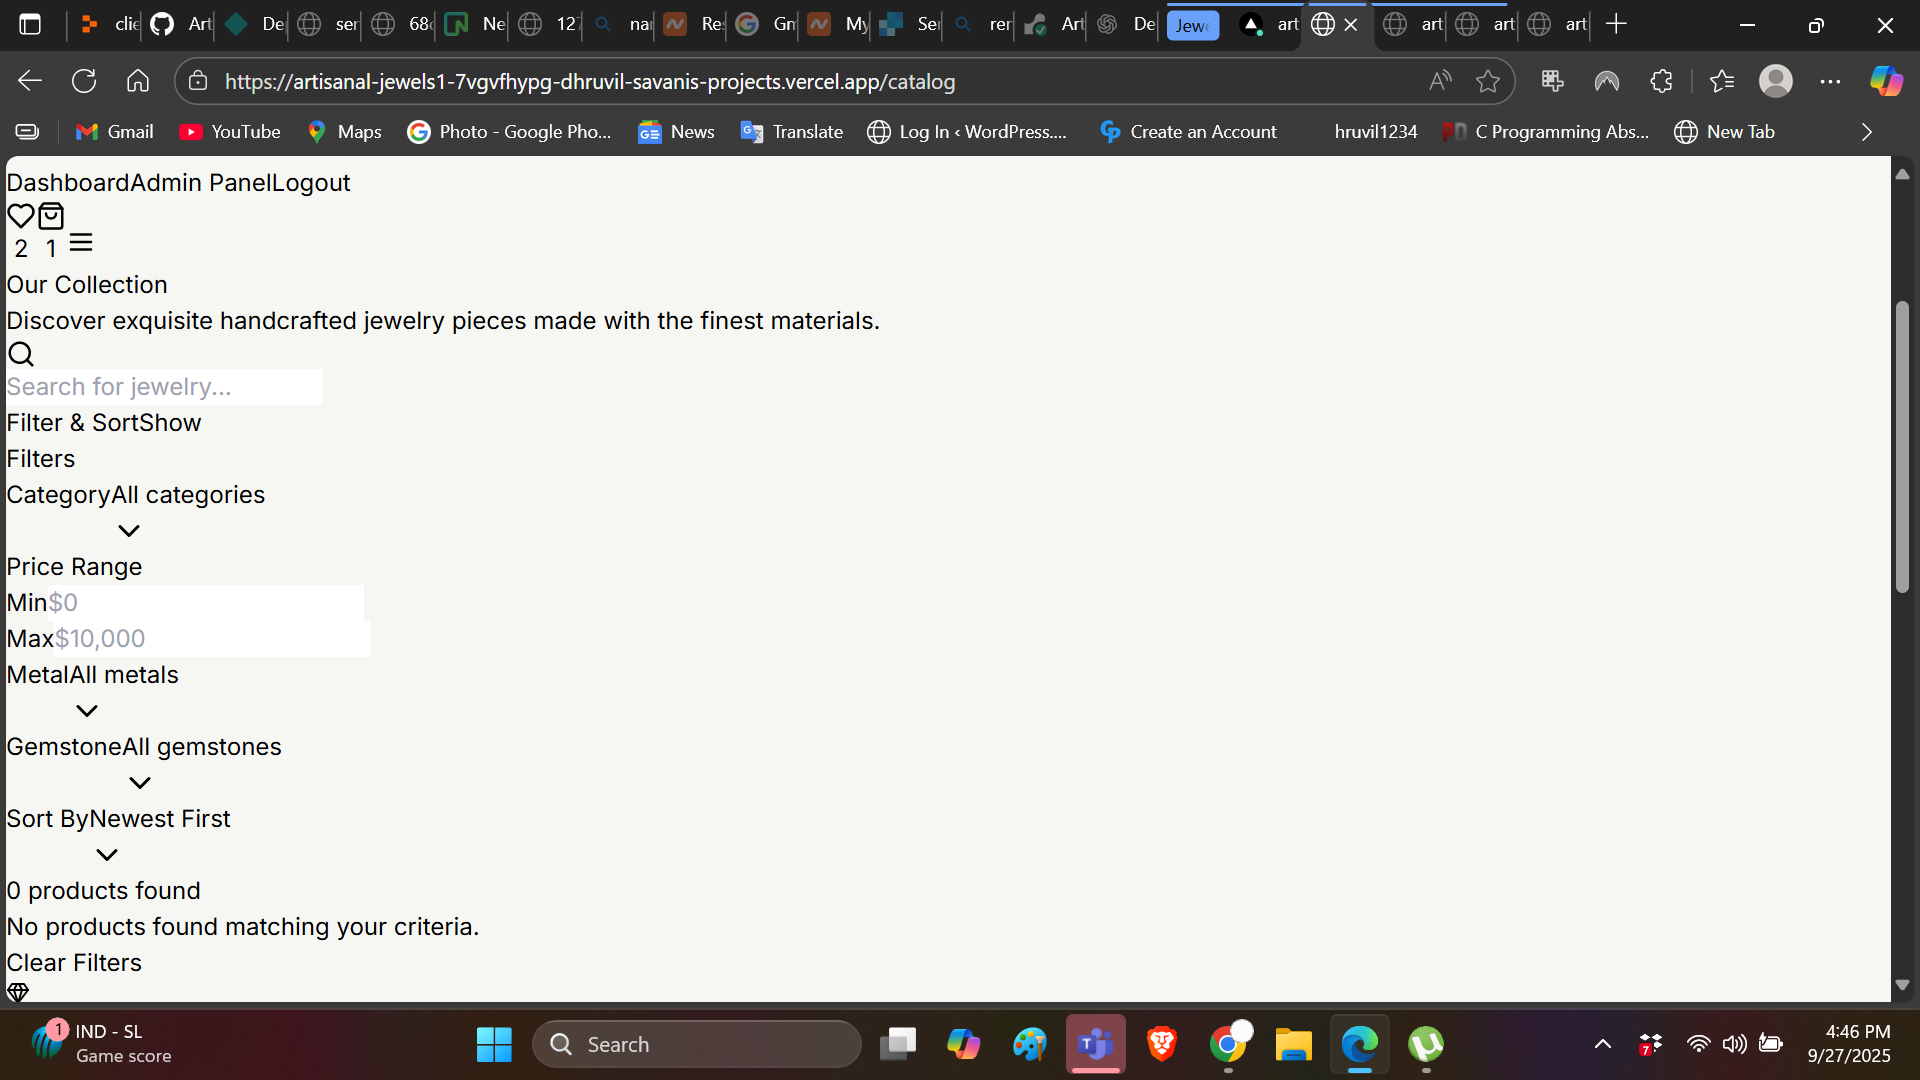 clie
Art
De
ser
68d
Ne
127
na
Re
Gm
My
Se
rer
Art
De
Jewe
art
art
art
art
https://artisanal-jewels1-7vgvfhypg-dhruvil-savanis-projects.vercel.app/catalog
Gmail
YouTube
Maps
Photo - Google Pho...
News
Translate
Log In ‹ WordPress....
Create an Account
hruvil1234
C Programming Abs...
New Tab
DashboardAdmin PanelLogout
2 1
Our Collection
Discover exquisite handcrafted jewelry pieces made with the finest materials.
Search for jewelry...
Filter & SortShow
Filters
CategoryAll categories
Price Range
Min$0
Max$10,000
MetalAll metals
GemstoneAll gemstones
Sort ByNewest First
0 products found
No products found matching your criteria.
Clear Filters
1
IND - SL
Game score
Search
7
4:46 PM
9/27/2025